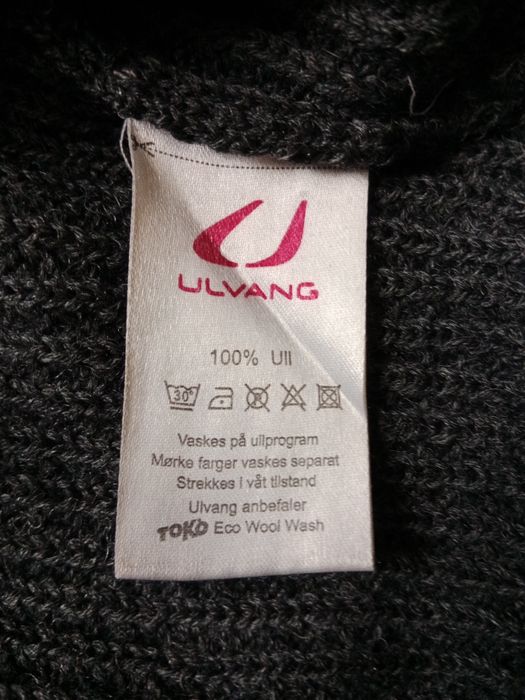 ULVANG
100% Ull
30°
Vaskes på ullprogram
Mørke farger vaskes separat
Strekkes i våt tilstand
Ulvang anbefaler
TOKO Eco Wool Wash